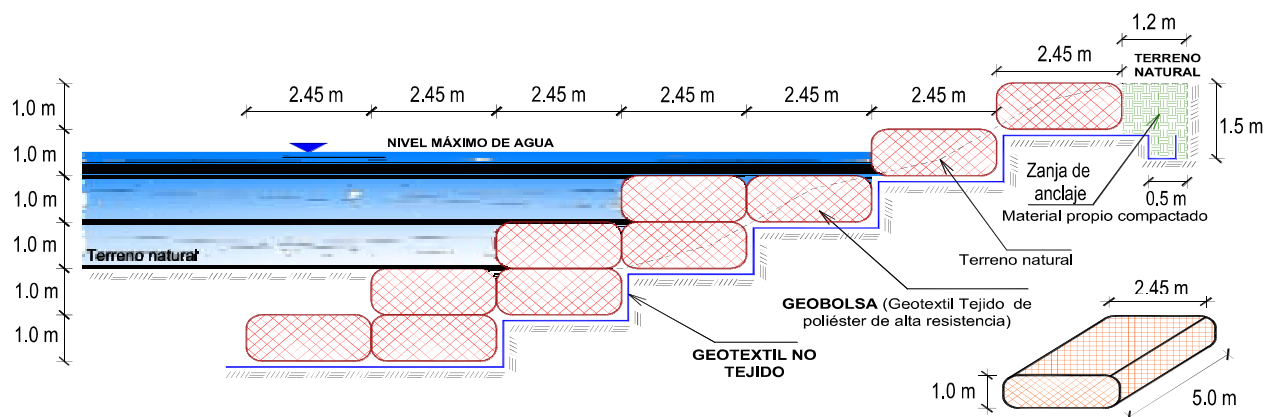 1.2 m
2.45 m
TERRENO
NATURAL
2.45 m
2.45 m
2.45 m
2.45 m
2.45 m
1.0 m
1.0 m
1.0 m
1.0 m
1.0 m
1.0 m
NIVEL MÁXIMO DE AGUA
1.5 m
Zanja de
anclaje
0,5 m
Material propio compactado
Terreno natural
Terreno natural
GEOBOLSA (Geotextil Tejido de
poliéster de alta resistencia)
GEOTEXTIL NO
TEJIDO
2.45 m
1.0 m
5.0 m